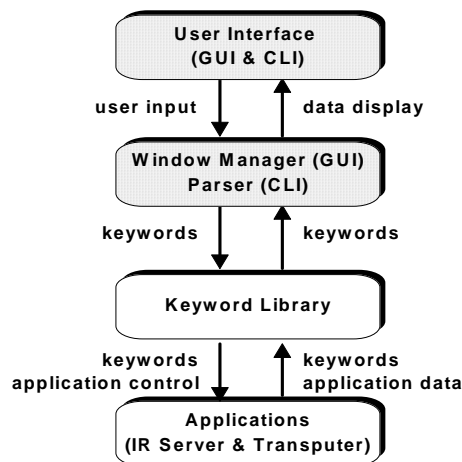 User Interface
(GUI & CLI)
user input
data display
Window Manager (GUI)
Parser (CLI)
keywords
keywords
Keyword Library
keywords
application control
keywords
application data
Applications
(IR Server & Transputer)